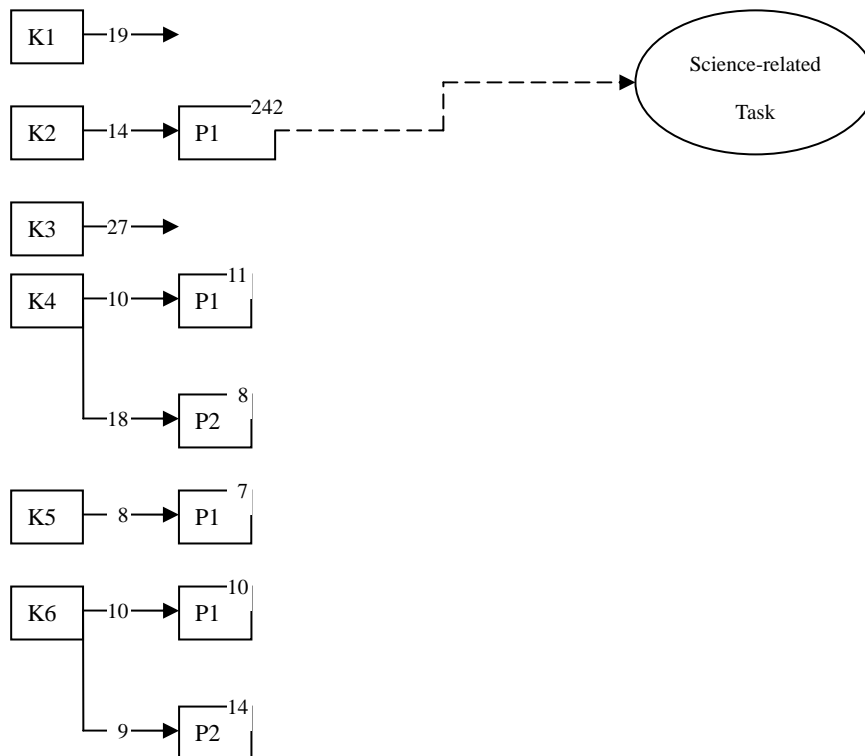 K1 19
Science-related
Task
K2 14 P1 242
K3 27
K4 10 P1 11
18 P2 8
K5 8 P1 7
K6 10 P1 10
9 P2 14